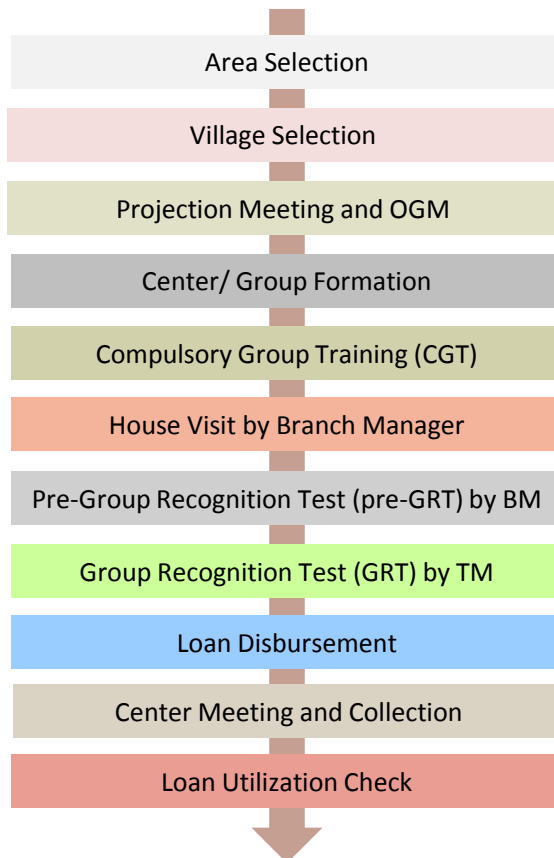 Area Selection
Village Selection
Projection Meeting and OGM
Center/ Group Formation
Compulsory Group Training (CGT)
House Visit by Branch Manager
Pre-Group Recognition Test (pre-GRT) by BM
Group Recognition Test (GRT) by TM
Loan Disbursement
Center Meeting and Collection
Loan Utilization Check